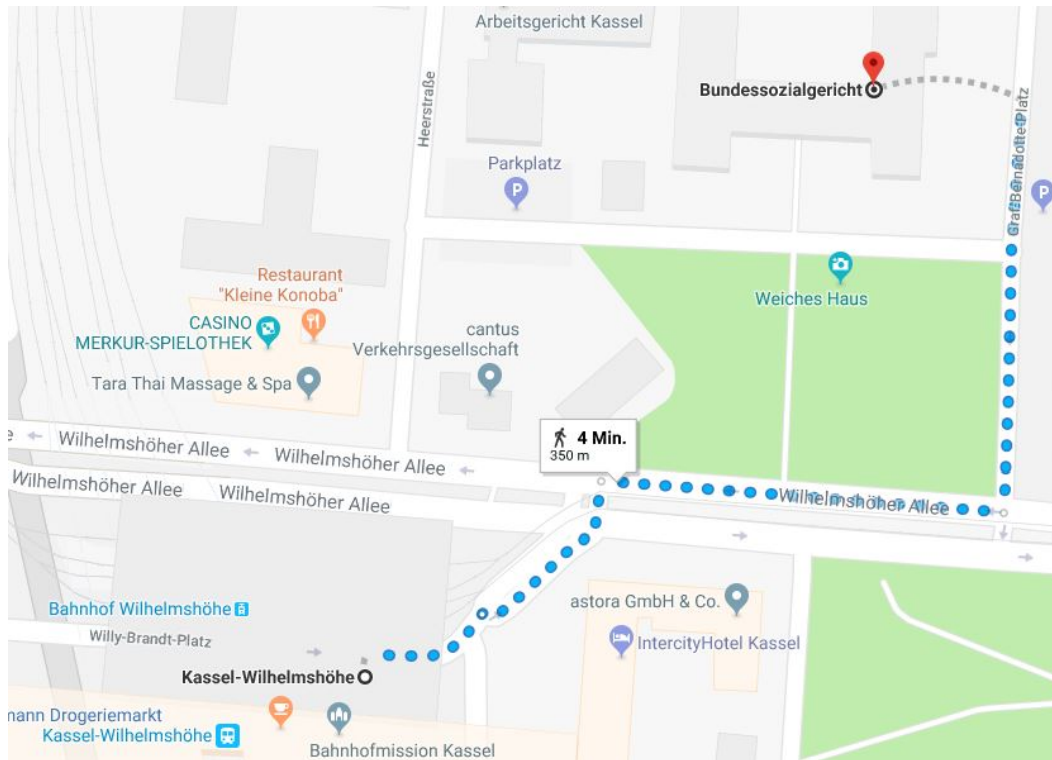 Arbeitsgericht Kassel
Bundessozialgericht
Heerstraße
Graf-Bernadotte-Platz
Parkplatz
P
P
Restaurant
"Kleine Konoba"
Weiches Haus
CASINO
MERKUR-SPIELOTHEK
cantus
Verkehrsgesellschaft
Tara Thai Massage & Spa
4 Min.
350 m
e
Wilhelmshöher Allee
Wilhelmshöher Allee
Wilhelmshöher Allee
Wilhelmshöher Allee
Wilhelmshöher Allee
Bahnhof Wilhelmshöhe
astora GmbH & Co.
Willy-Brandt-Platz
IntercityHotel Kassel
Kassel-Wilhelmshöhe
mann Drogeriemarkt
Kassel-Wilhelmshöhe
Bahnhofmission Kassel